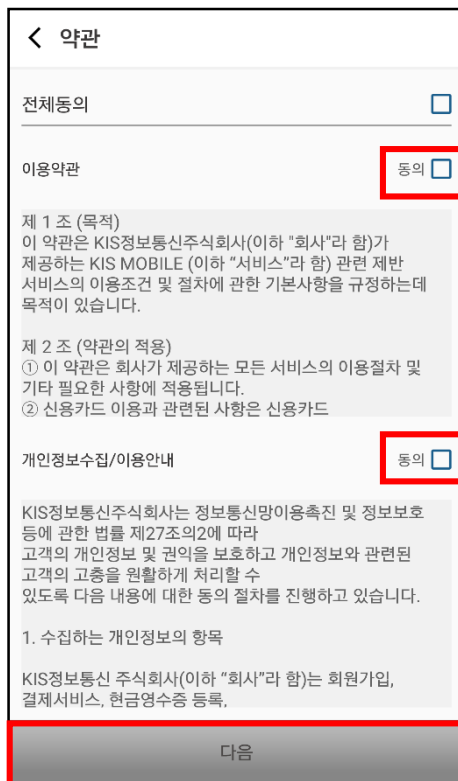 약관
전체동의
이용약관
동의
제 1 조 (목적)
이 약관은 KIS정보통신주식회사(이하 "회사"라 함)가
제공하는 KIS MOBILE (이하 “서비스”라 함) 관련 제반
서비스의 이용조건 및 절차에 관한 기본사항을 규정하는데
목적이 있습니다.
제 2 조 (약관의 적용)
① 이 약관은 회사가 제공하는 모든 서비스의 이용절차 및
기타 필요한 사항에 적용됩니다.
② 신용카드 이용과 관련된 사항은 신용카드
개인정보수집/이용안내
동의
KIS정보통신주식회사는 정보통신망이용촉진 및 정보보호
등에 관한 법률 제27조의2에 따라
고객의 개인정보 및 권익을 보호하고 개인정보와 관련된
고객의 고충을 원활하게 처리할 수
있도록 다음 내용에 대한 동의 절차를 진행하고 있습니다.
1. 수집하는 개인정보의 항목
KIS정보통신 주식회사(이하 “회사”라 함)는 회원가입,
결제서비스, 현금영수증 등록,
다음